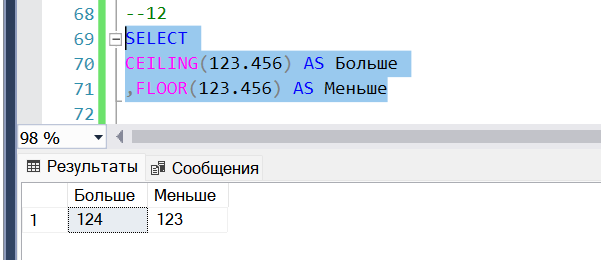 68 --12
69 SELECT
70 CEILING(123.456) AS Больше
71 ,FLOOR(123.456) AS Меньше
72
98 %
Результаты Сообщения
Больше Меньше
1 124 123